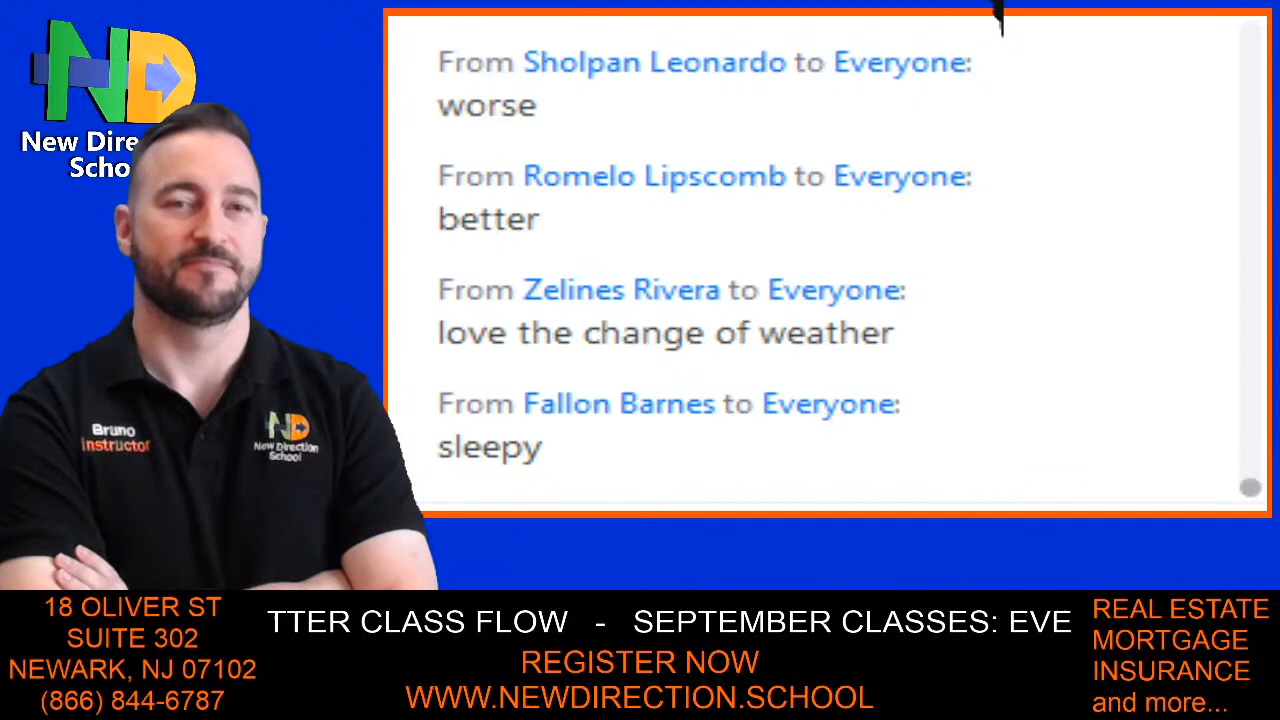 ND
New Dire
Schoo
From Sholpan Leonardo to Everyone:
worse
From Romelo Lipscomb to Everyone:
better
From Zelines Rivera to Everyone:
love the change of weather
From Fallon Barnes to Everyone:
sleepy
Bruno
Instructor
ND
New Direction
School
18 OLIVER ST
SUITE 302
NEWARK, NJ 07102
(866) 844-6787
TTER CLASS FLOW - SEPTEMBER CLASSES: EVE
REGISTER NOW
WWW.NEWDIRECTION.SCHOOL
REAL ESTATE
MORTGAGE
INSURANCE
and more...